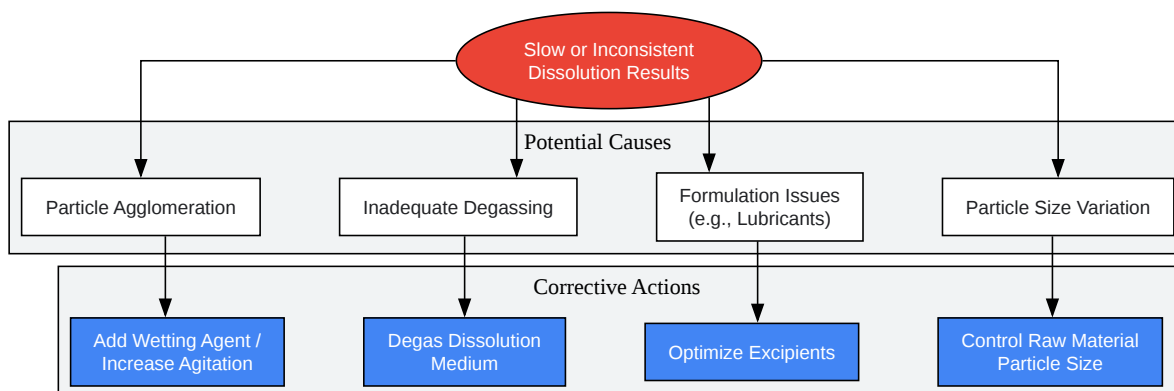 Slow or Inconsistent
Dissolution Results
Potential Causes
Particle Agglomeration
Inadequate Degassing
Formulation Issues
(e.g., Lubricants)
Particle Size Variation
Corrective Actions
Add Wetting Agent /
Increase Agitation
Degas Dissolution
Medium
Optimize Excipients
Control Raw Material
Particle Size